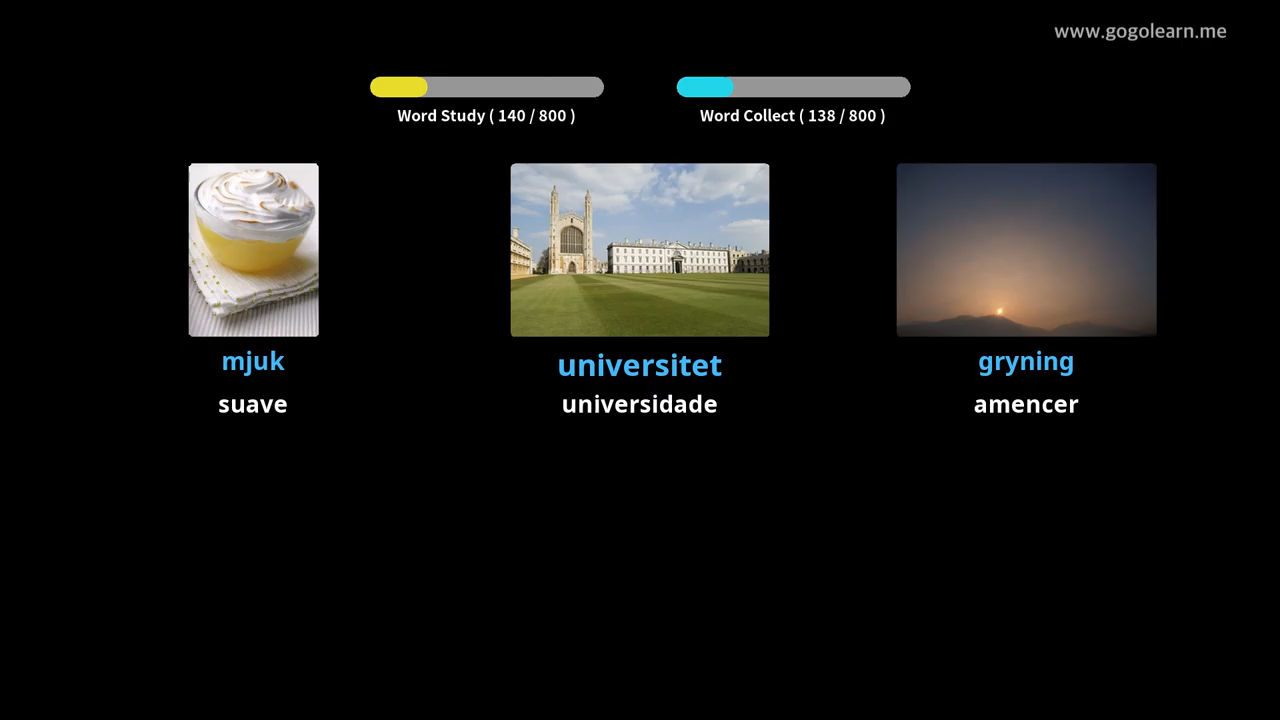 www.gogolearn.me
Word Study ( 140 / 800 )
Word Collect ( 138 / 800 )
mjuk
suave
universitet
universidade
gryning
amencer